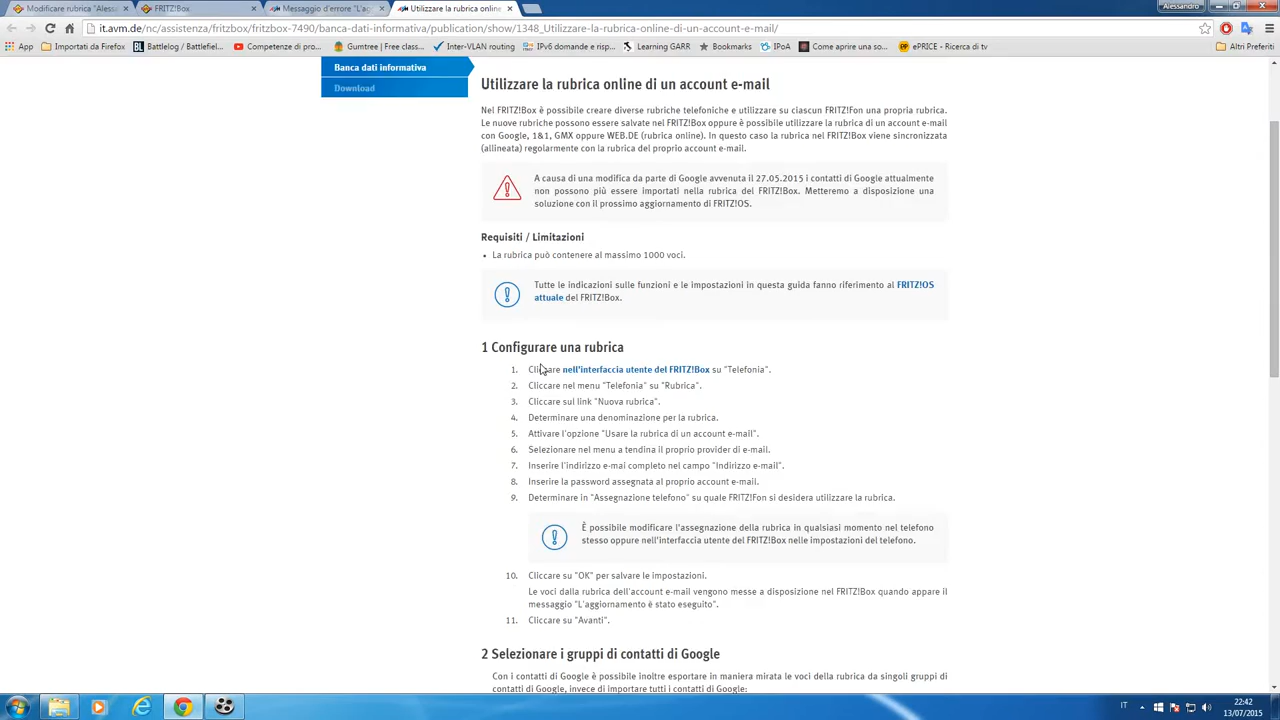 Modifica rubrica "Aless
FRITZ!Box
Messaggio d'errore "L'ag
Utilizzare la rubrica online
Alessandro
it.avm.de/nc/assistenza/fritzbox/fritzbox-7490/banca-dati-informativa/publication/show/1348_Utilizzare-la-rubrica-online-di-un-account-e-mail/
App
Importati da Firefox
Battlelog / Battlefiel...
Competenze di pro...
Gumtree | Free class...
Inter-VLAN routing
IPv6 domande e risp...
Learning GARR
Bookmarks
IPoA
Come aprire una so...
ePRICE - Ricerca di tv
Altri Preferiti
Banca dati informativa
Download
Utilizzare la rubrica online di un account e-mail
Nel FRITZ!Box è possibile creare diverse rubriche telefoniche e utilizzare su ciascun FRITZ!Fon una propria rubrica.
Le nuove rubriche possono essere salvate nel FRITZ!Box oppure è possibile utilizzare la rubrica di un account e-mail
con Google, 1&1, GMX oppure WEB.DE (rubrica online). In questo caso la rubrica nel FRITZ!Box viene sincronizzata
(allineata) regolarmente con la rubrica del proprio account e-mail.
A causa di una modifica da parte di Google avvenuta il 27.05.2015 i contatti di Google attualmente
non possono più essere importati nella rubrica del FRITZ!Box. Metteremo a disposizione una
soluzione con il prossimo aggiornamento di FRITZ!OS.
Requisiti / Limitazioni
• La rubrica può contenere al massimo 1000 voci.
Tutte le indicazioni sulle funzioni e le impostazioni in questa guida fanno riferimento al FRITZ!OS
attuale del FRITZ!Box.
1 Configurare una rubrica
1. Cliccare nell'interfaccia utente del FRITZ!Box su "Telefonia".
2. Cliccare nel menu "Telefonia" su "Rubrica".
3. Cliccare sul link "Nuova rubrica".
4. Determinare una denominazione per la rubrica.
5. Attivare l'opzione "Usare la rubrica di un account e-mail".
6. Selezionare nel menu a tendina il proprio provider di e-mail.
7. Inserire l'indirizzo e-mai completo nel campo "Indirizzo e-mail".
8. Inserire la password assegnata al proprio account e-mail.
9. Determinare in "Assegnazione telefono" su quale FRITZ!Fon si desidera utilizzare la rubrica.
È possibile modificare l'assegnazione della rubrica in qualsiasi momento nel telefono
stesso oppure nell'interfaccia utente del FRITZ!Box nelle impostazioni del telefono.
10. Cliccare su "OK" per salvare le impostazioni.
Le voci dalla rubrica dell'account e-mail vengono messe a disposizione nel FRITZ!Box quando appare il
messaggio "L'aggiornamento è stato eseguito".
11. Cliccare su "Avanti".
2 Selezionare i gruppi di contatti di Google
Con i contatti di Google è possibile inoltre esportare in maniera mirata le voci della rubrica da singoli gruppi di
contatti di Google, invece di importare tutti i contatti di Google:
IT
22:42
13/07/2015